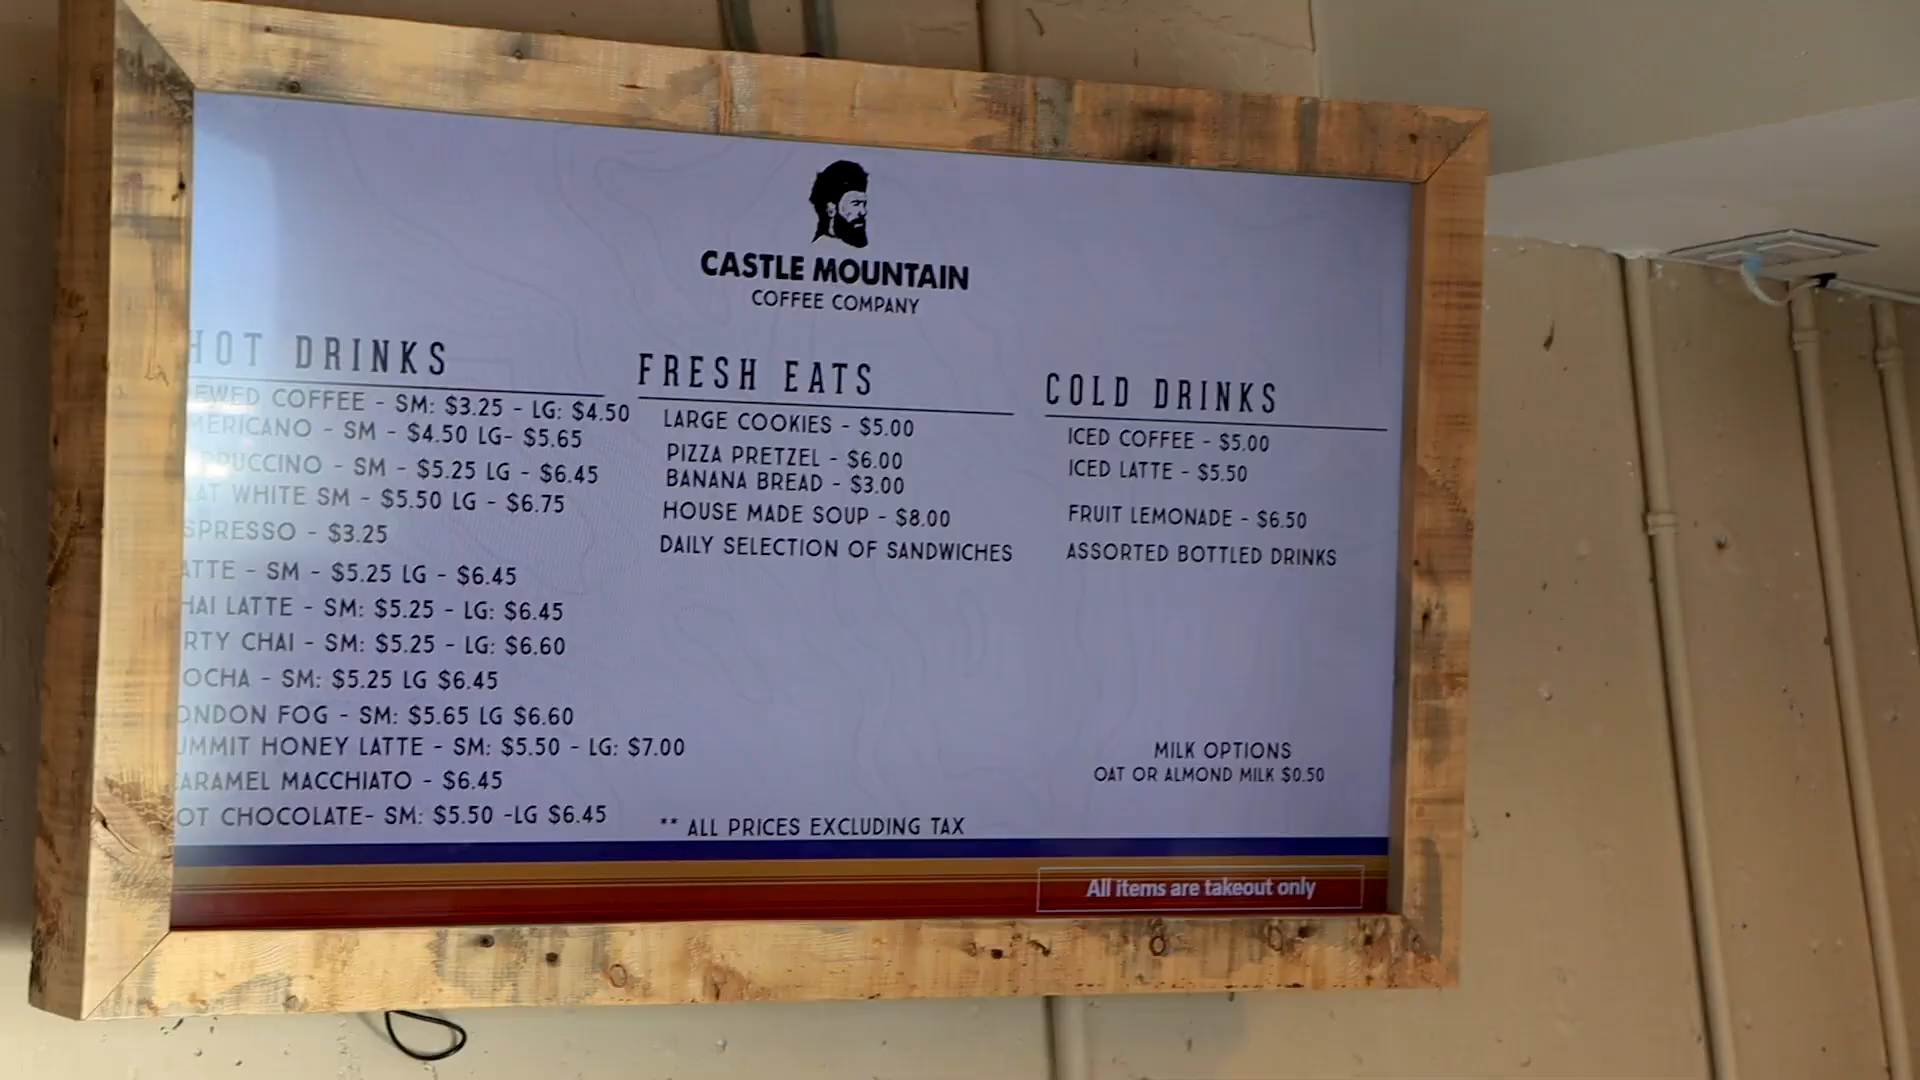 CASTLE MOUNTAIN
COFFEE COMPANY
HOT DRINKS
EWED COFFEE - SM: $3.25 - LG: $4.50
MERICANO - SM - $4.50 LG- $5.65
PPUCCINO - SM - $5.25 LG - $6.45
LAT WHITE SM - $5.50 LG - $6.75
SPRESSO - $3.25
ATTE - SM - $5.25 LG - $6.45
HAI LATTE - SM: $5.25 - LG: $6.45
RTY CHAI - SM: $5.25 - LG: $6.60
OCHA - SM: $5.25 LG $6.45
ONDON FOG - SM: $5.65 LG $6.60
UMMIT HONEY LATTE - SM: $5.50 - LG: $7.00
CARAMEL MACCHIATO - $6.45
OT CHOCOLATE- SM: $5.50 -LG $6.45
FRESH EATS
LARGE COOKIES - $5.00
PIZZA PRETZEL - $6.00
BANANA BREAD - $3.00
HOUSE MADE SOUP - $8.00
DAILY SELECTION OF SANDWICHES
** ALL PRICES EXCLUDING TAX
COLD DRINKS
ICED COFFEE - $5.00
ICED LATTE - $5.50
FRUIT LEMONADE - $6.50
ASSORTED BOTTLED DRINKS
MILK OPTIONS
OAT OR ALMOND MILK $0.50
All items are takeout only